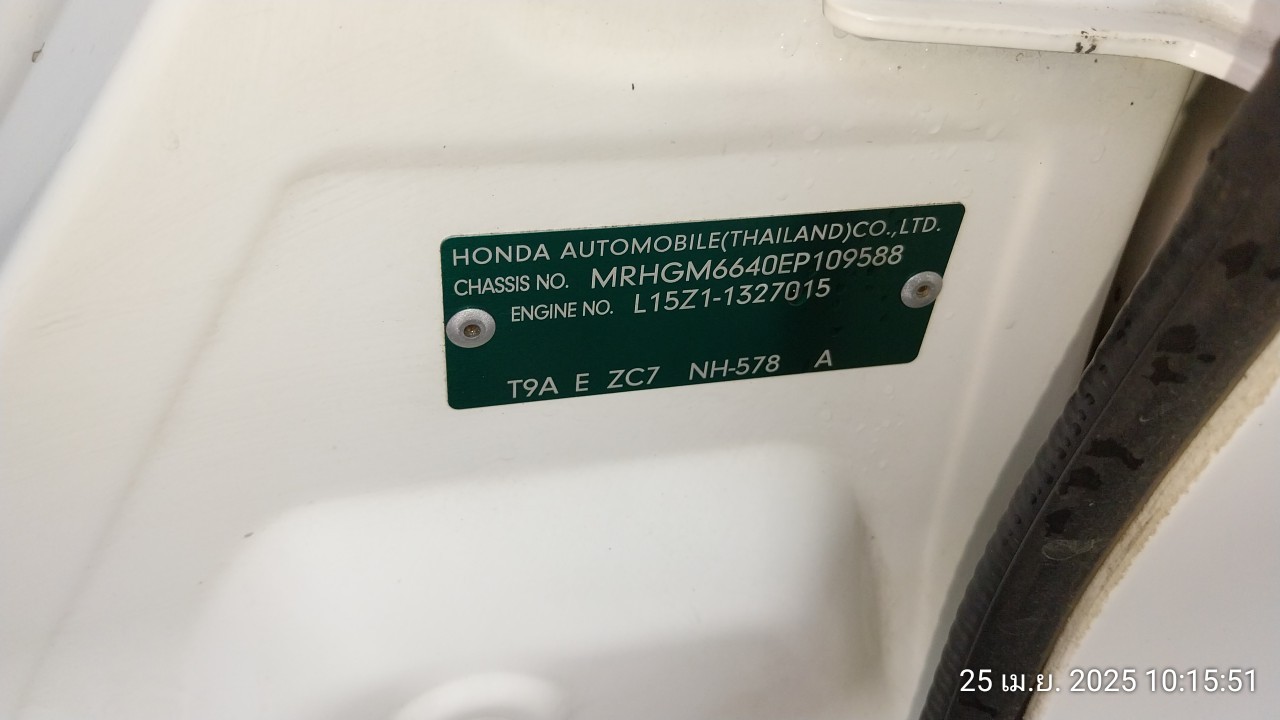 HONDA AUTOMOBILE(THAILAND)CO.,LTD.
CHASSIS NO. MRHGM6640EP109588
ENGINE NO. L15Z1-1327015
T9A E ZC7 NH-578 A
25 เม.ย. 2025 10:15:51